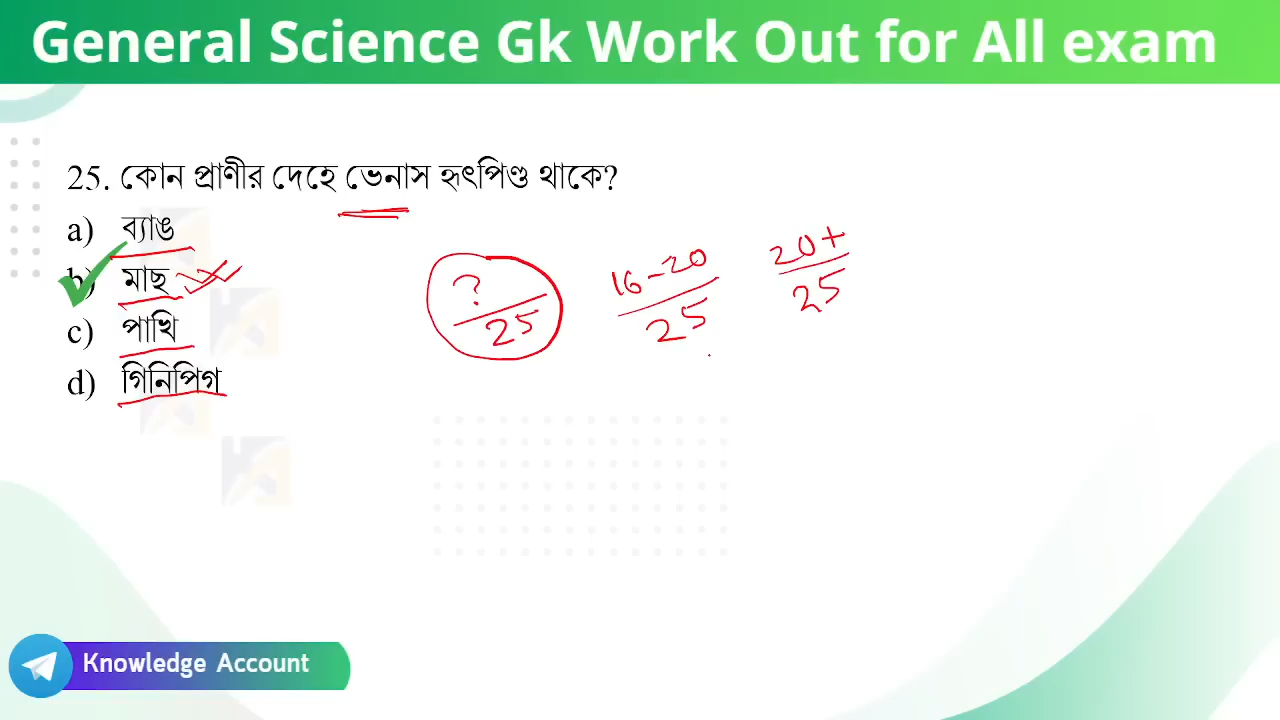 General Science Gk Work Out for All exam
25. কোন প্রাণীর দেহে ভেনাস হৃৎপিণ্ড থাকে?
a) ব্যাঙ
b) মাছ
c) পাখি
d) গিনিপিগ
?/25 16-20/25 20+/25
Knowledge Account